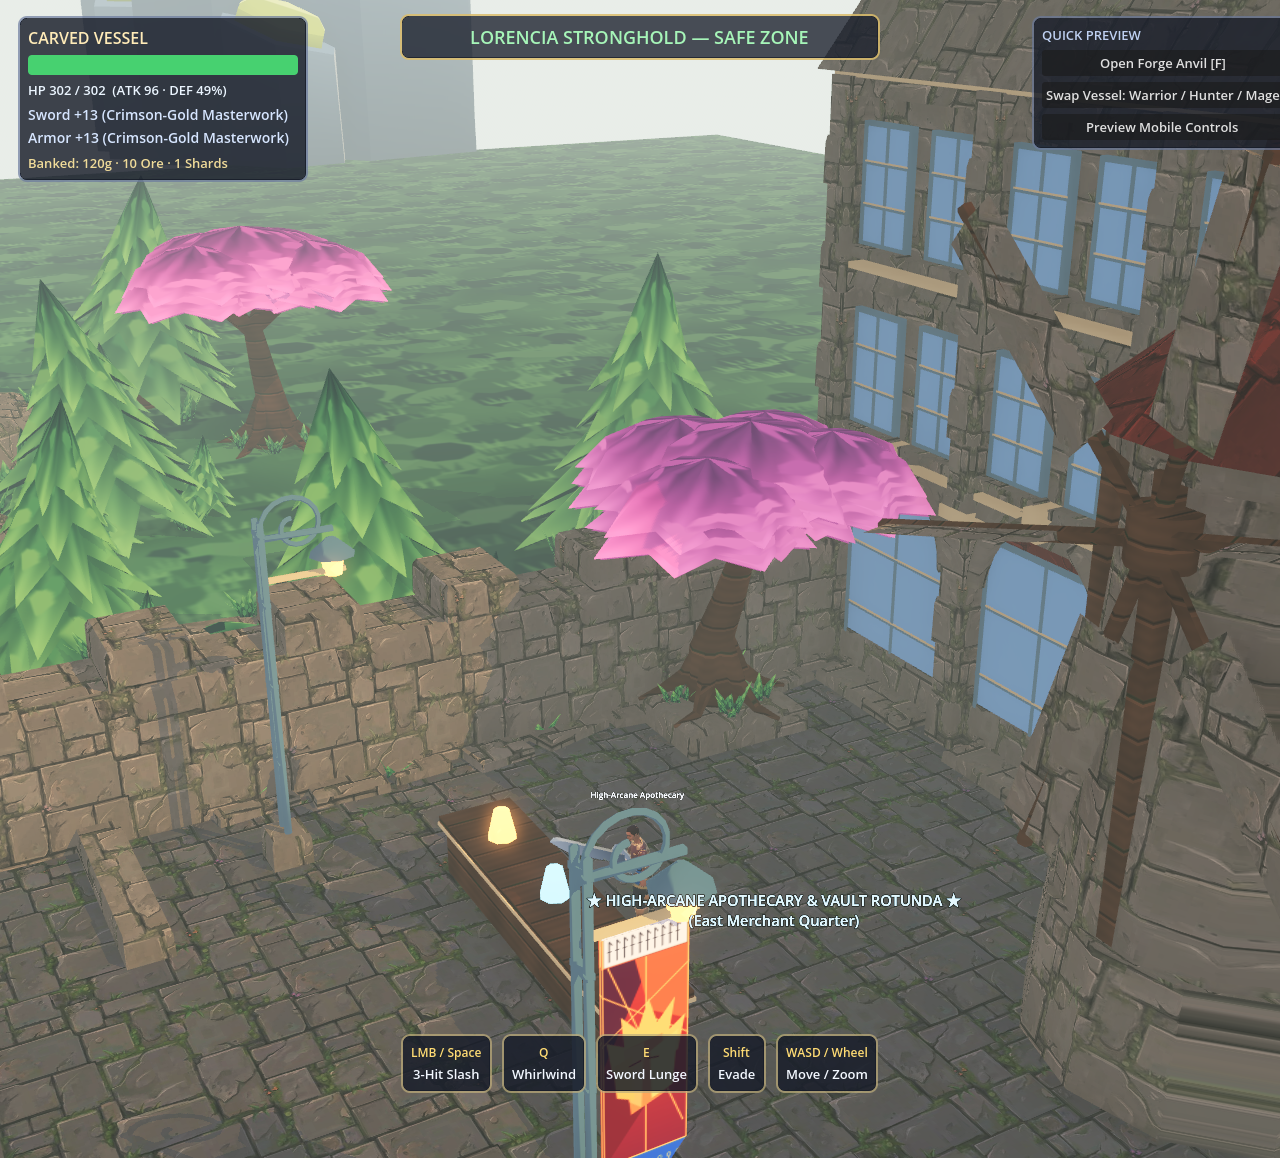 CARVED VESSEL
HP 302 / 302 (ATK 96 · DEF 49%)
Sword +13 (Crimson-Gold Masterwork)
Armor +13 (Crimson-Gold Masterwork)
Banked: 120g · 10 Ore · 1 Shards
LORENCIA STRONGHOLD — SAFE ZONE
QUICK PREVIEW
Open Forge Anvil [F]
Swap Vessel: Warrior / Hunter / Mage
Preview Mobile Controls
High-Arcane Apothecary
★ HIGH-ARCANE APOTHECARY & VAULT ROTUNDA ★
(East Merchant Quarter)
LMB / Space
3-Hit Slash
Q
Whirlwind
E
Sword Lunge
Shift
Evade
WASD / Wheel
Move / Zoom